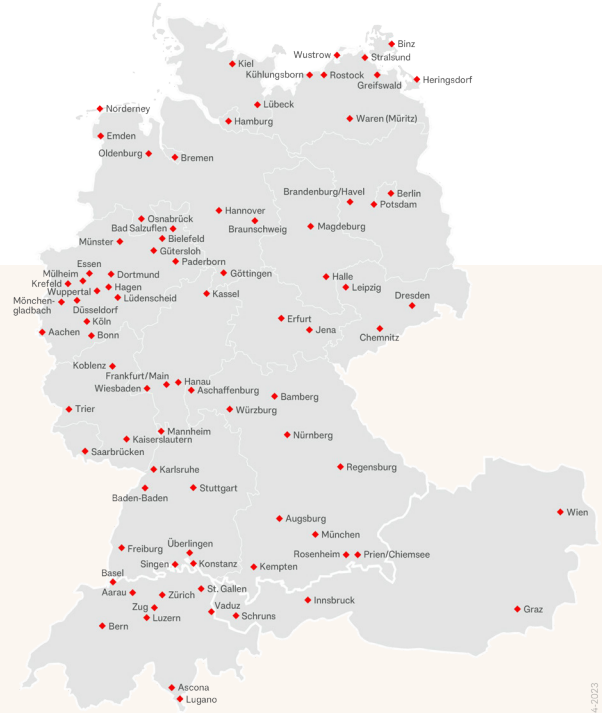 Binz
Wustrow
Stralsund
Kiel
Kühlungsborn
Rostock
Heringsdorf
Greifswald
Lübeck
Norderney
Hamburg
Waren (Müritz)
Emden
Oldenburg
Bremen
Brandenburg/Havel
Berlin
Potsdam
Hannover
Osnabrück
Braunschweig
Magdeburg
Bad Salzuflen
Münster
Bielefeld
Gütersloh
Paderborn
Essen
Mülheim
Dortmund
Göttingen
Halle
Krefeld
Hagen
Leipzig
Wuppertal
Lüdenscheid
Kassel
Dresden
Mönchen-
gladbach
Düsseldorf
Köln
Erfurt
Aachen
Bonn
Jena
Chemnitz
Koblenz
Frankfurt/Main
Hanau
Wiesbaden
Aschaffenburg
Bamberg
Trier
Würzburg
Mannheim
Nürnberg
Kaiserslautern
Saarbrücken
Karlsruhe
Regensburg
Stuttgart
Baden-Baden
Wien
Augsburg
München
Überlingen
Freiburg
Rosenheim
Prien/Chiemsee
Singen
Konstanz
Kempten
Basel
Aarau
Zürich
St. Gallen
Innsbruck
Zug
Vaduz
Graz
Luzern
Schruns
Bern
Ascona
Lugano
4-2023